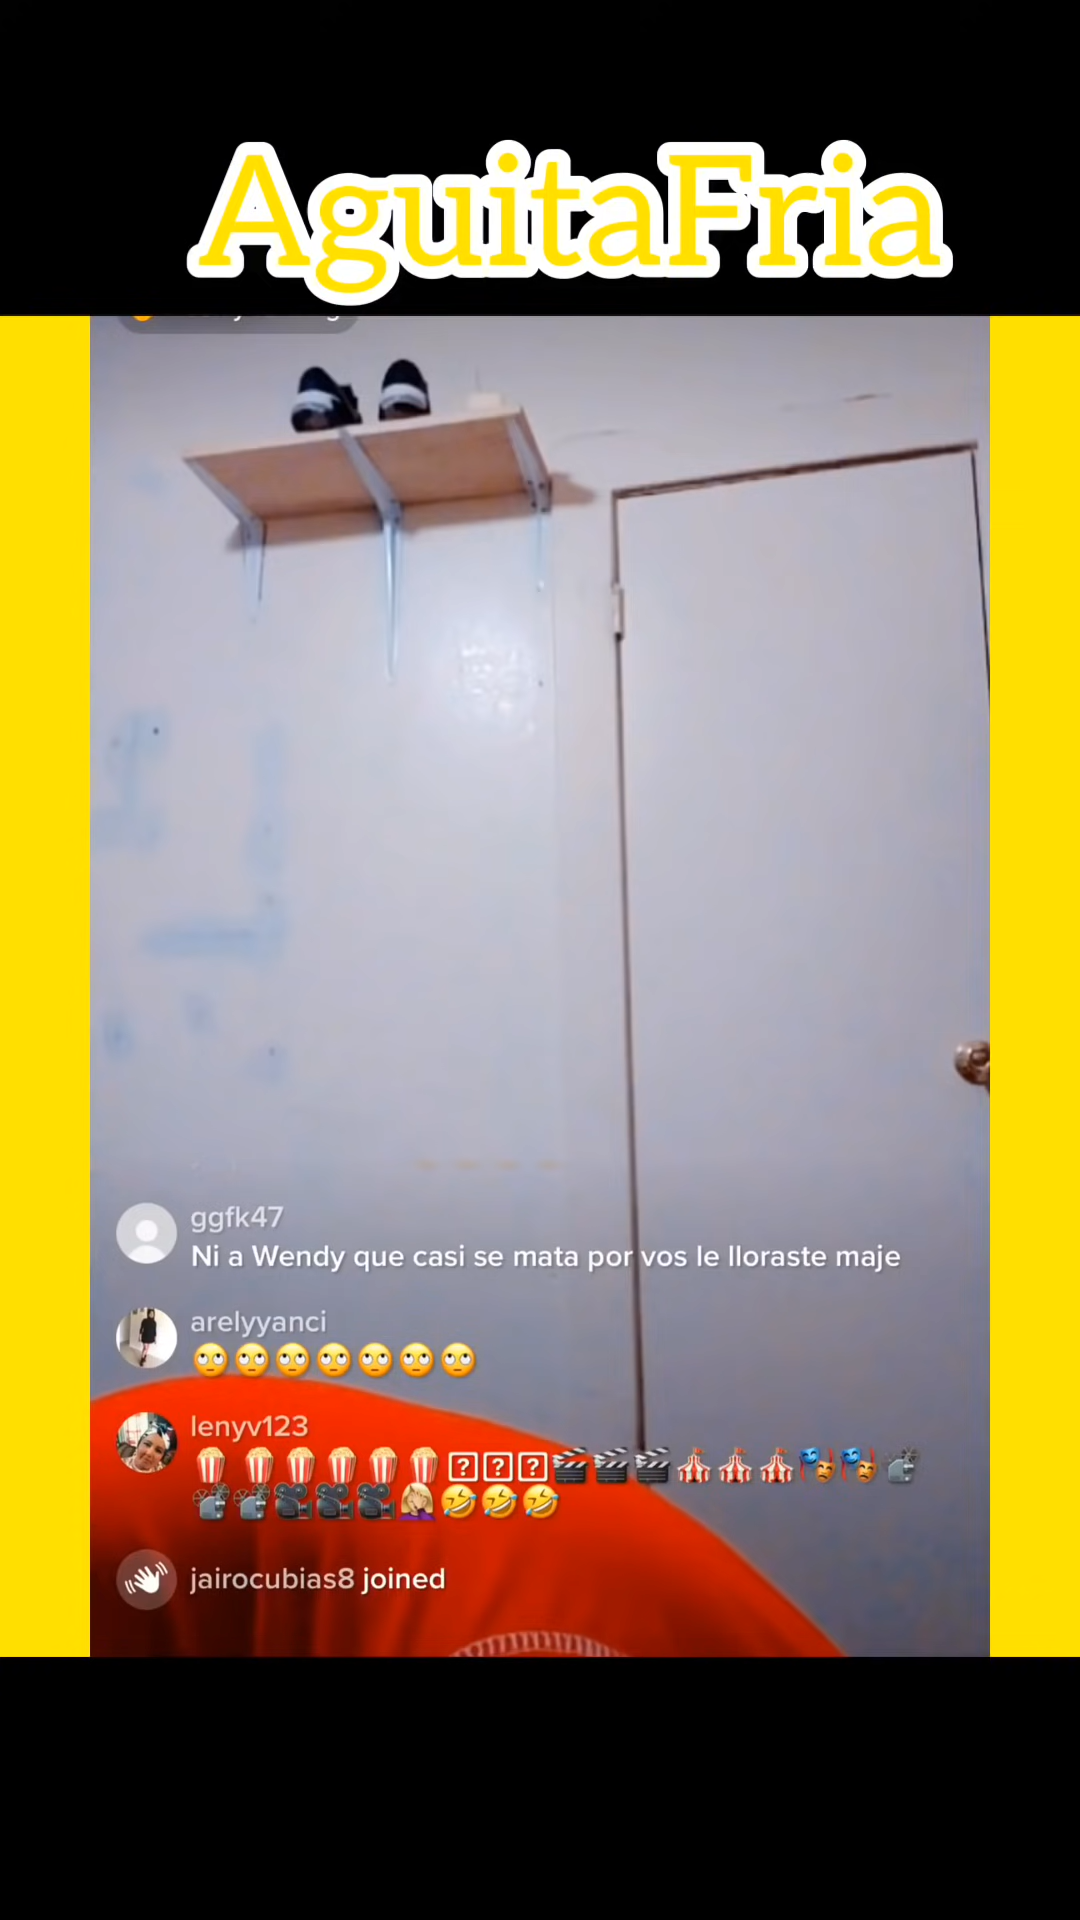 AguitaFria
ggfk47
Ni a Wendy que casi se mata por vos le lloraste maje
arelyyanci
🙄🙄🙄🙄🙄🙄🙄
lenyv123
🍿🍿🍿🍿🍿🍿🎬🎬🎬🎪🎪🎪🎭🎭📽
📽📽🎥🎥🎥🤦🏼‍♀️🤣🤣🤣
jairocubias8 joined